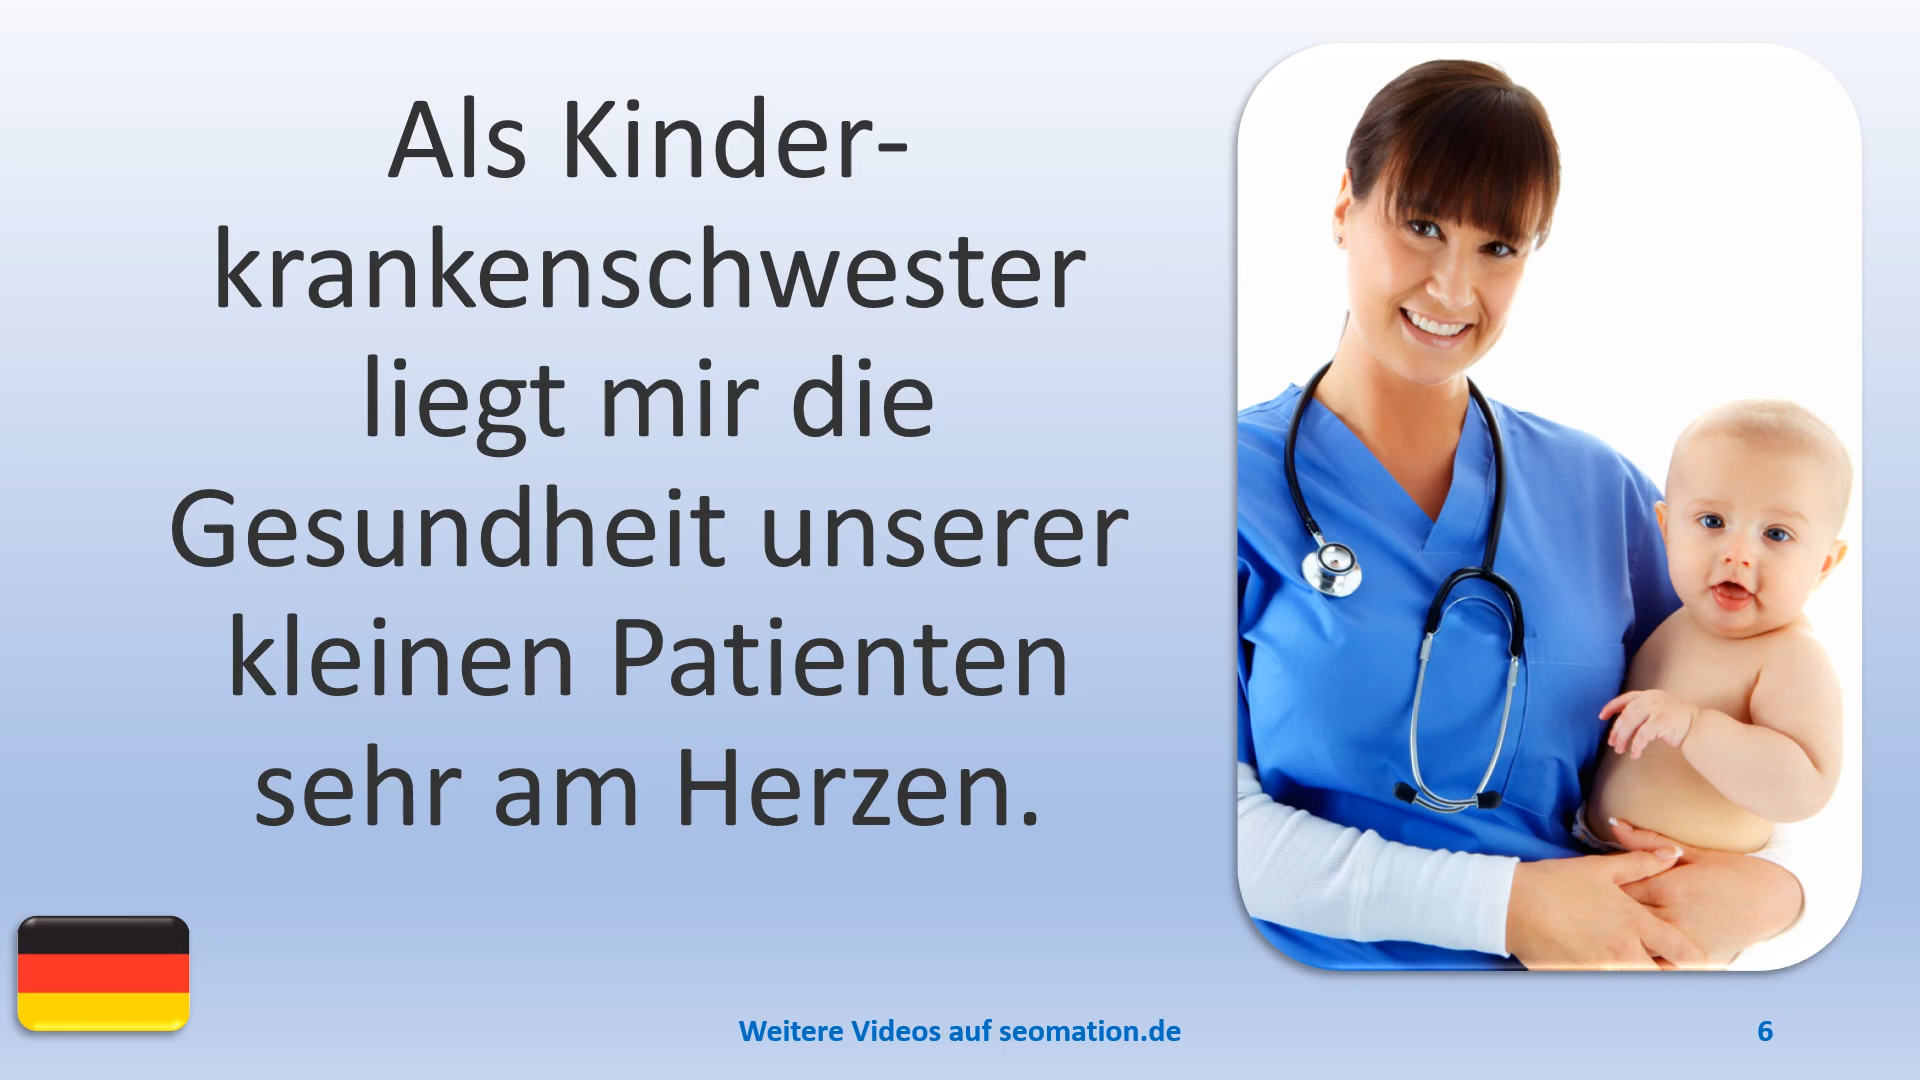 Als Kinder-
krankenschwester
liegt mir die
Gesundheit unserer
kleinen Patienten
sehr am Herzen.
Weitere Videos auf seomation.de
6